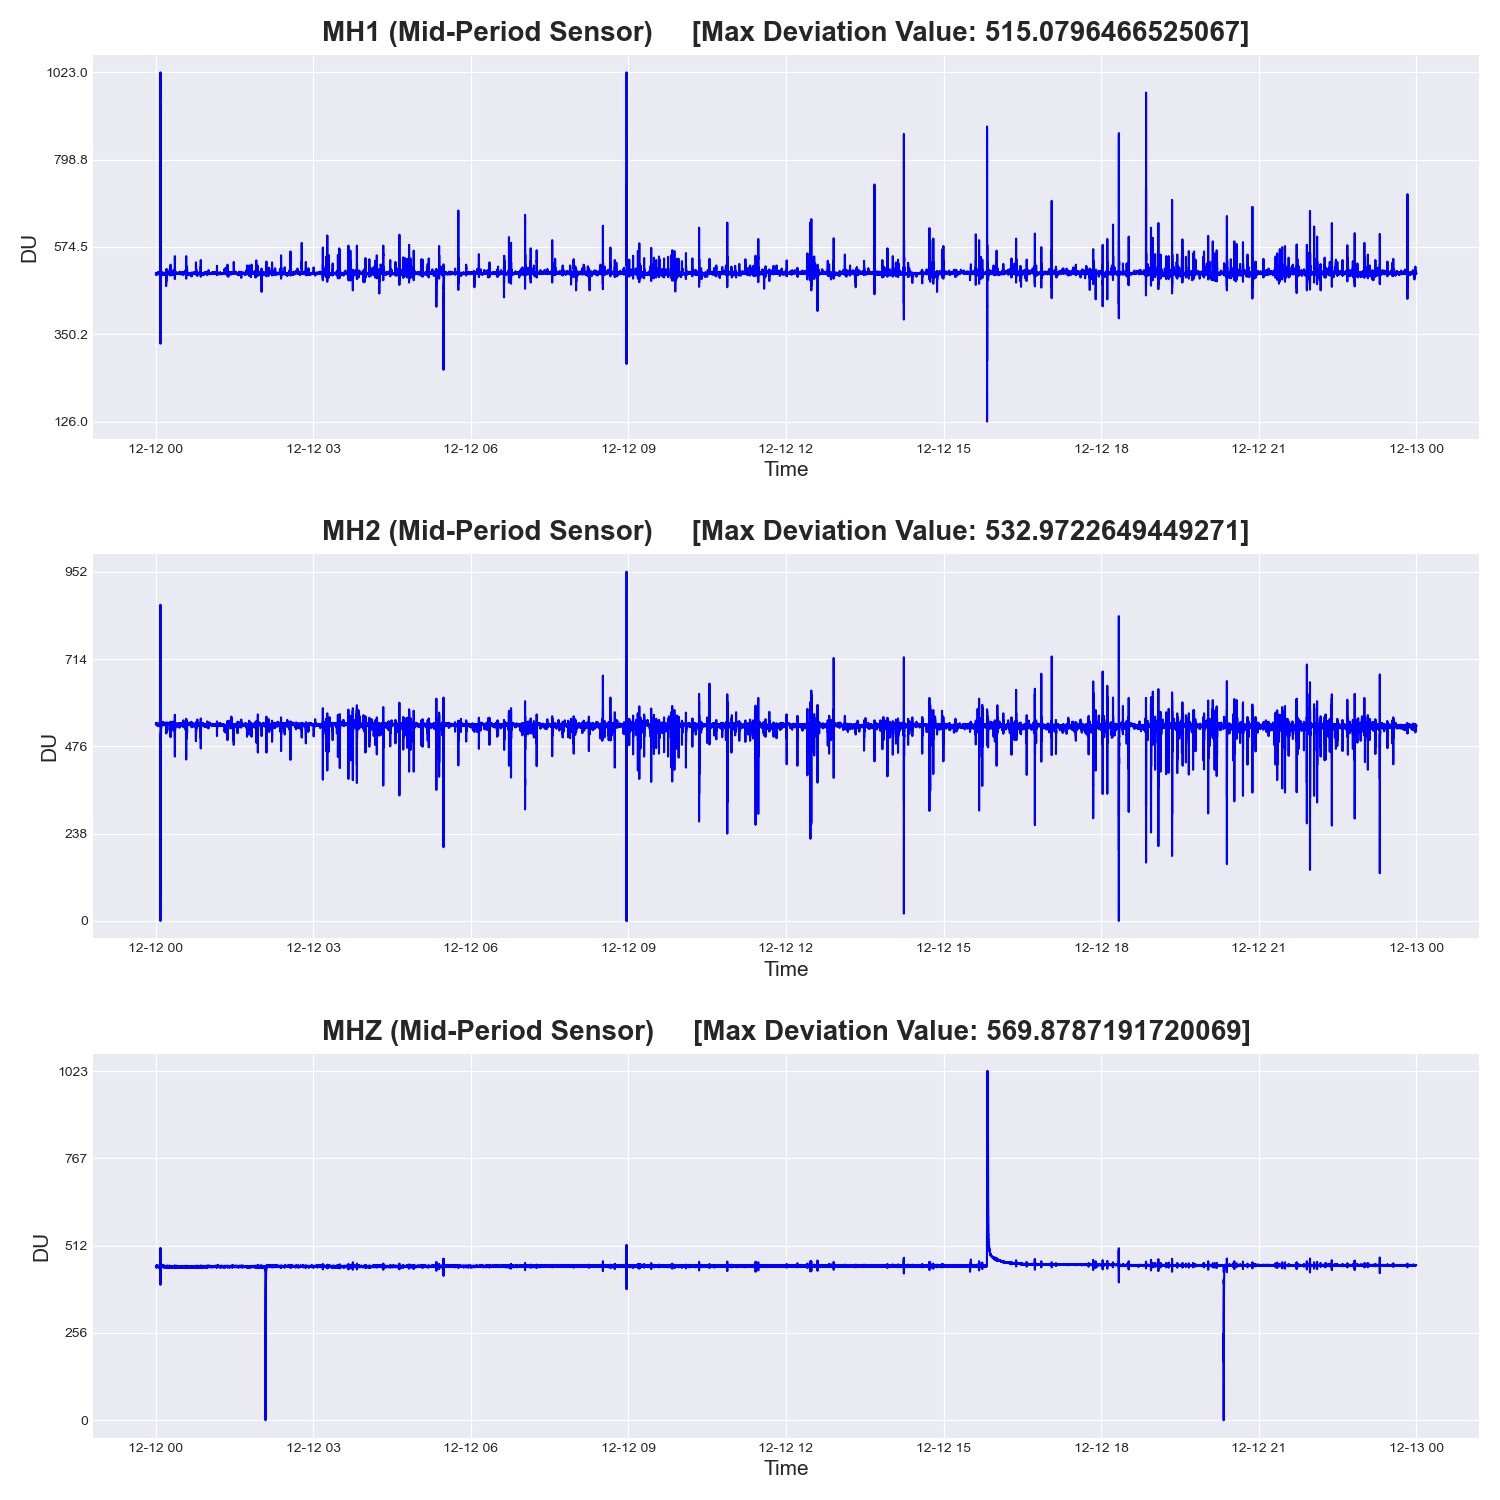 MH1 (Mid-Period Sensor) [Max Deviation Value: 515.0796466525067]
1023.0
798.8
574.5
350.2
126.0
DU
12-12 00 12-12 03 12-12 06 12-12 09 12-12 12 12-12 15 12-12 18 12-12 21 12-13 00
Time
MH2 (Mid-Period Sensor) [Max Deviation Value: 532.9722649449271]
952
714
476
238
0
DU
12-12 00 12-12 03 12-12 06 12-12 09 12-12 12 12-12 15 12-12 18 12-12 21 12-13 00
Time
MHZ (Mid-Period Sensor) [Max Deviation Value: 569.8787191720069]
1023
767
512
256
0
DU
12-12 00 12-12 03 12-12 06 12-12 09 12-12 12 12-12 15 12-12 18 12-12 21 12-13 00
Time